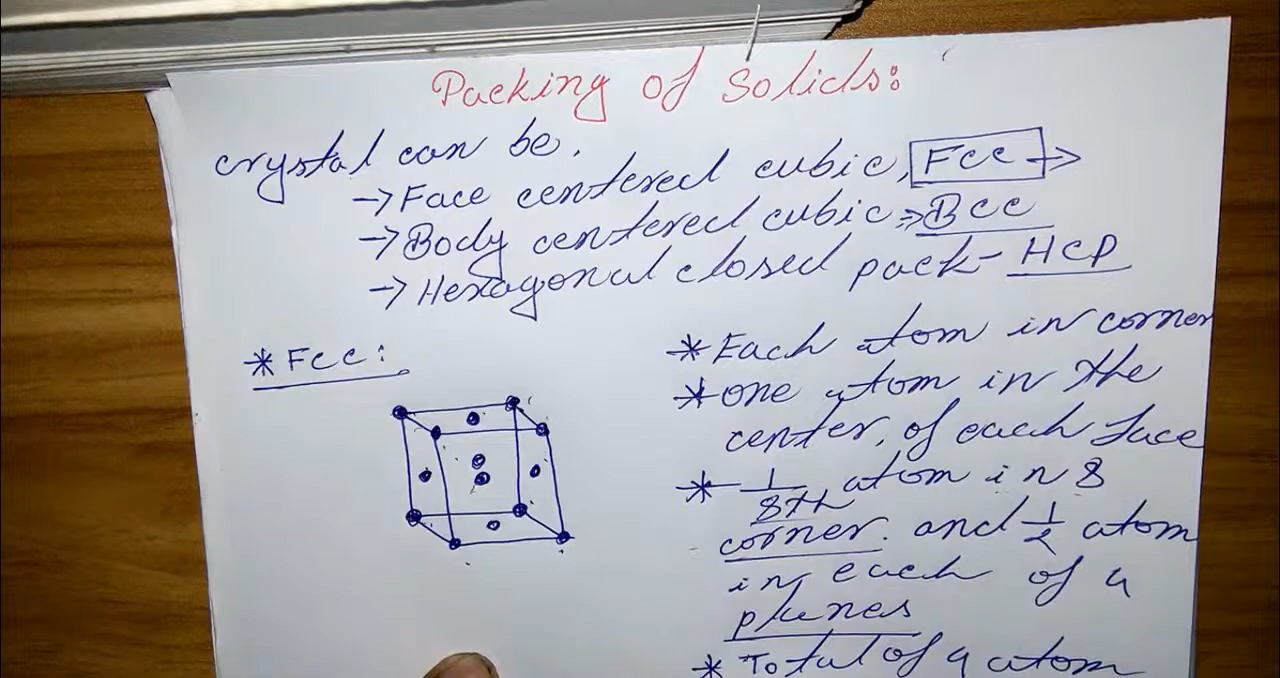 Packing of Solids:
crystal can be.
→ Face centered cubic, Fcc →
→ Body centered cubic ⇒ Bcc
→ Hexagonal closed pack - HCP
* Fcc:
* Each atom in corner
* one atom in the
center, of each face
* 1/8th atom in 8
corner. and 1/2 atom
in each of 4
planes
* Total of 4 atom